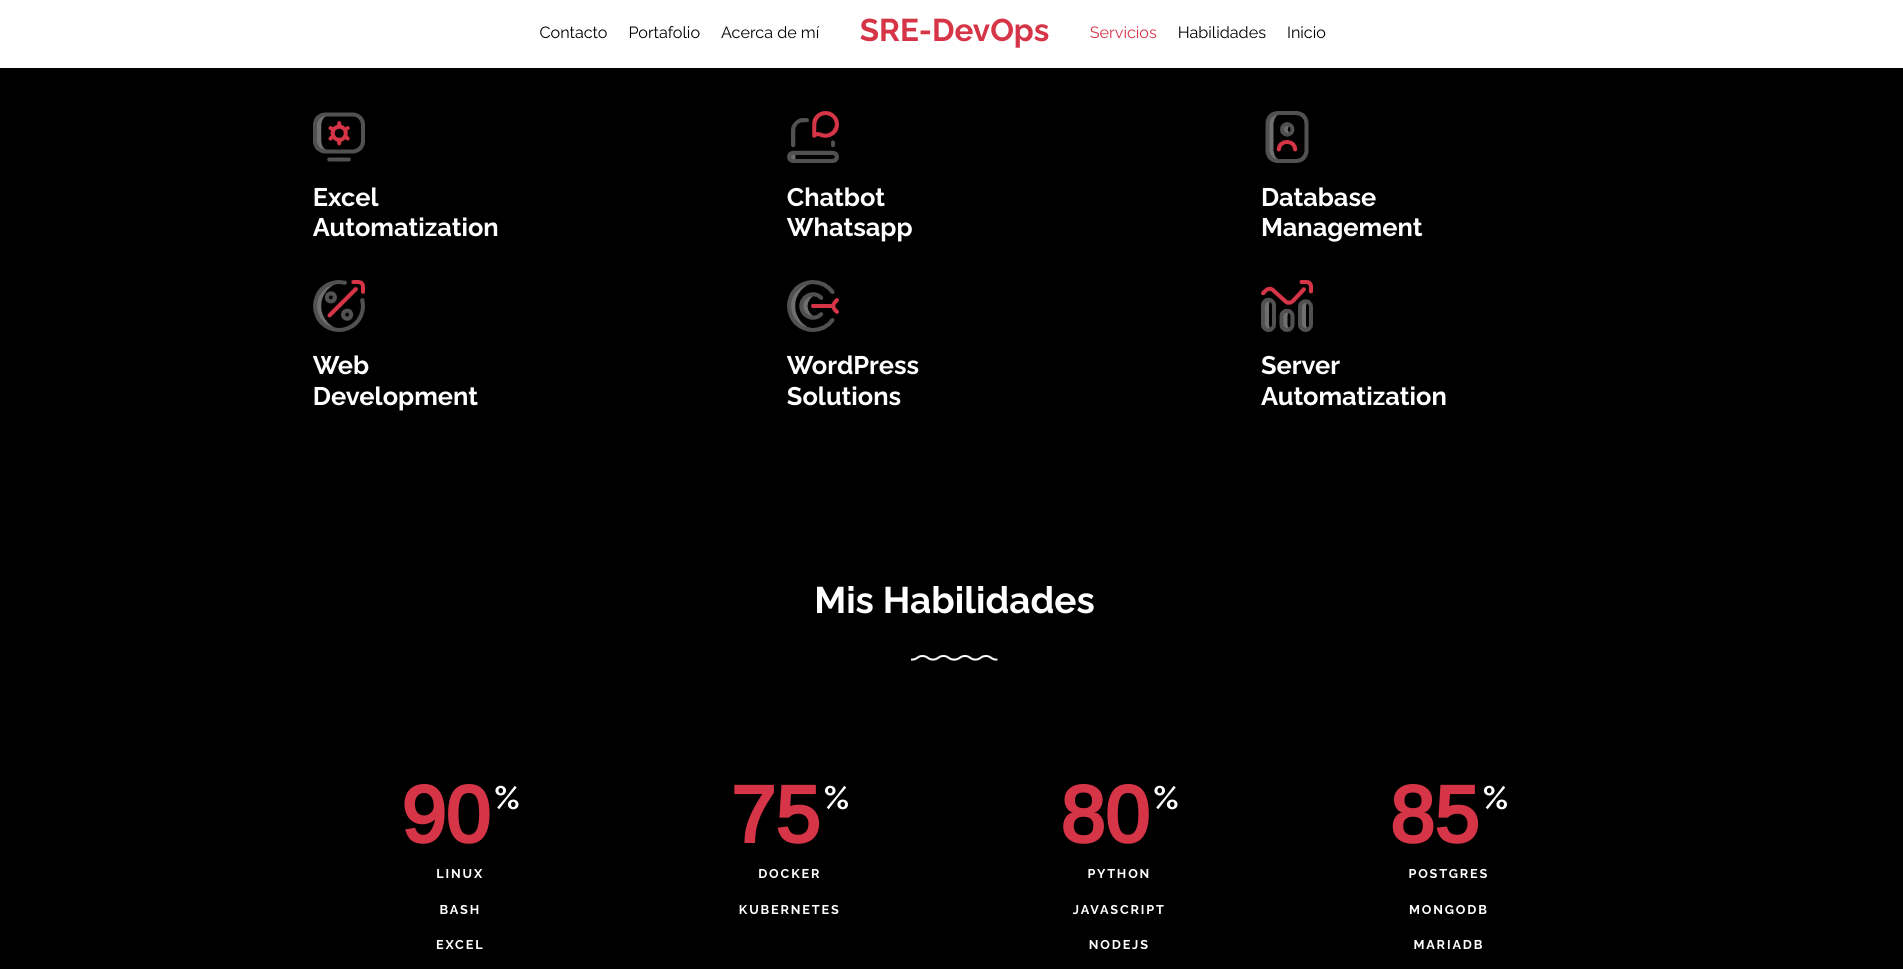 Contacto Portafolio Acerca de mí SRE-DevOps Servicios Habilidades Inicio
Excel
Automatization
Chatbot
Whatsapp
Database
Management
Web
Development
WordPress
Solutions
Server
Automatization
Mis Habilidades
90%
LINUX
BASH
EXCEL
75%
DOCKER
KUBERNETES
80%
PYTHON
JAVASCRIPT
NODEJS
85%
POSTGRES
MONGODB
MARIADB